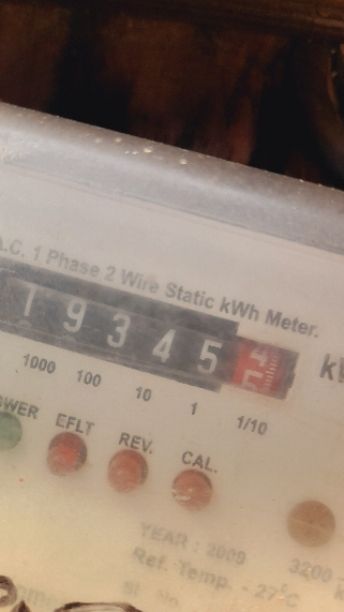 A.C. 1 Phase 2 Wire Static kWh Meter.
1 9 3 4 5
1000 100 10 1 1/10
EFLT REV. CAL.
YEAR : 2009
3200
Ref. Temp. - 27°C